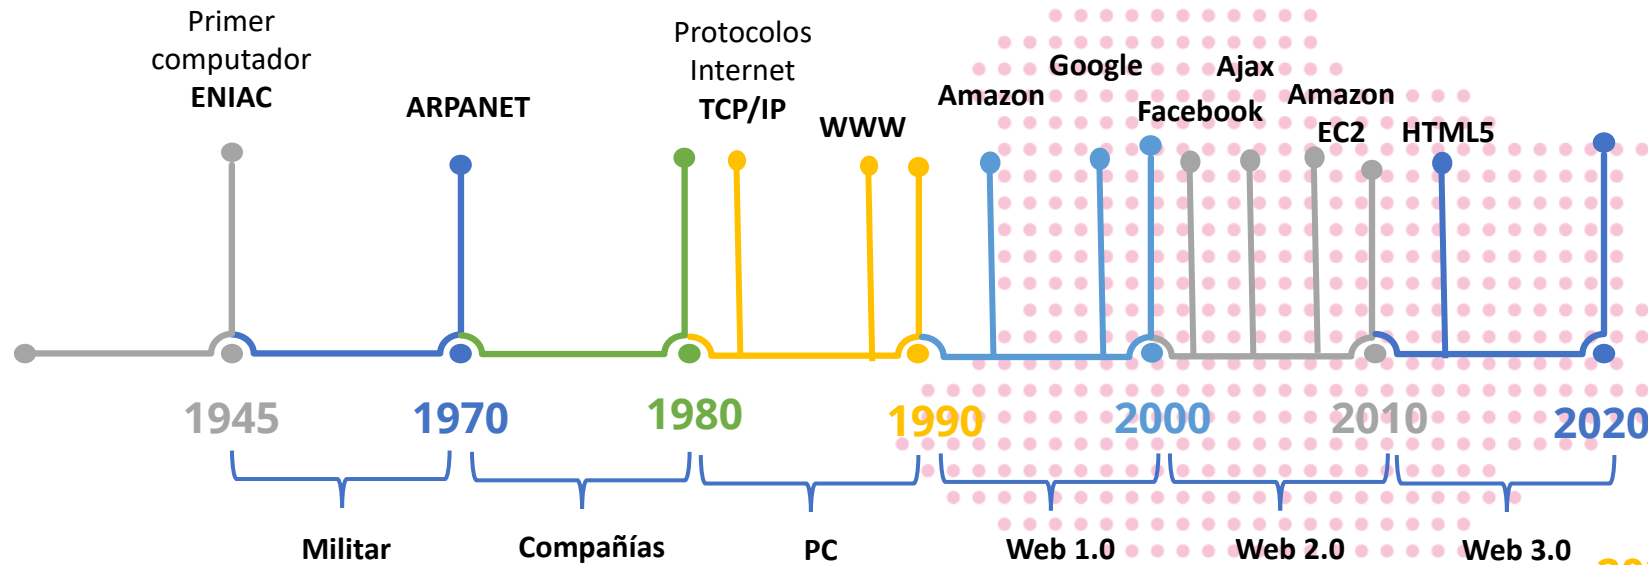 Primer
computador
ENIAC
ARPANET
Protocolos
Internet
TCP/IP
WWW
Amazon
Google
Facebook
Ajax
Amazon
EC2
HTML5
1945
1970
1980
1990
2000
2010
2020
Militar
Compañías
PC
Web 1.0
Web 2.0
Web 3.0